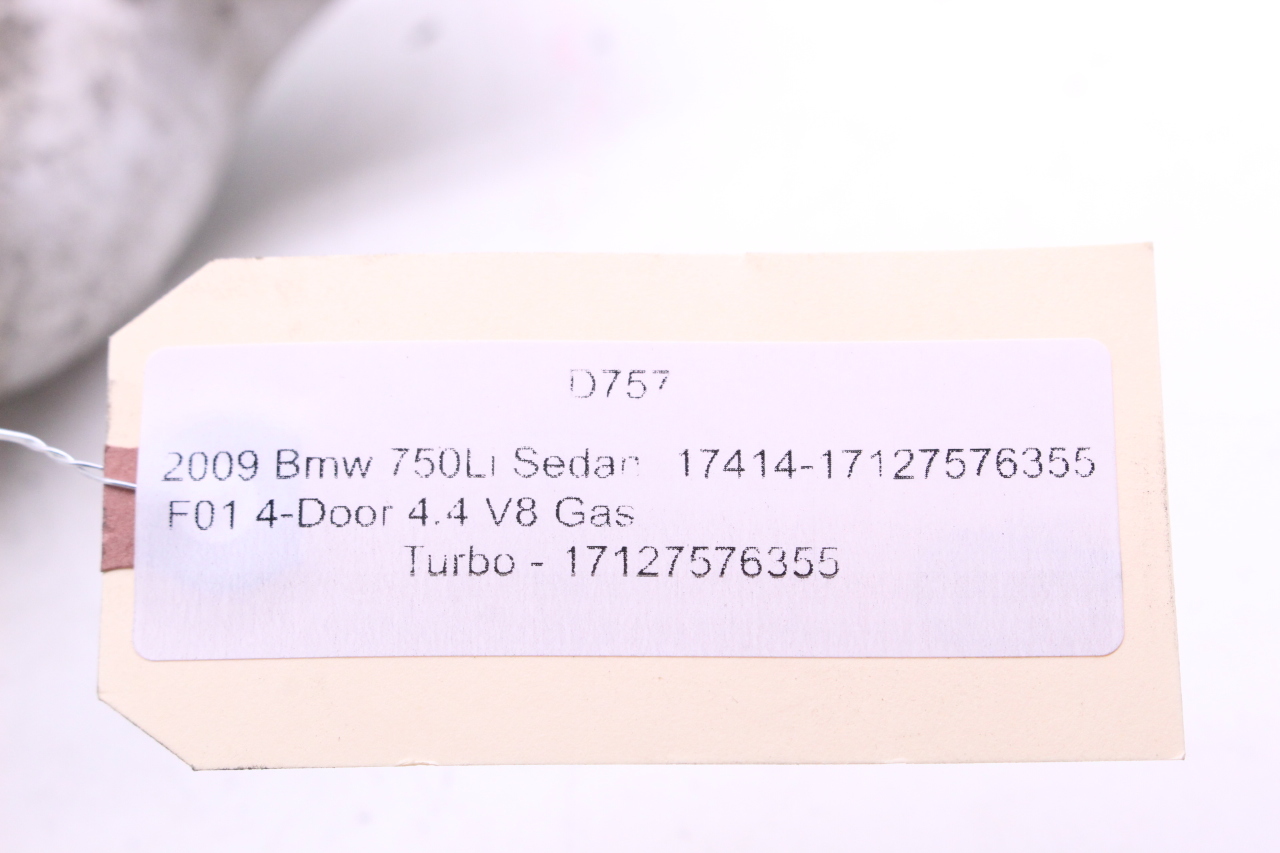 D757
2009 Bmw 750Li Sedan 17414-17127576355
F01 4-Door 4.4 V8 Gas
Turbo - 17127576355